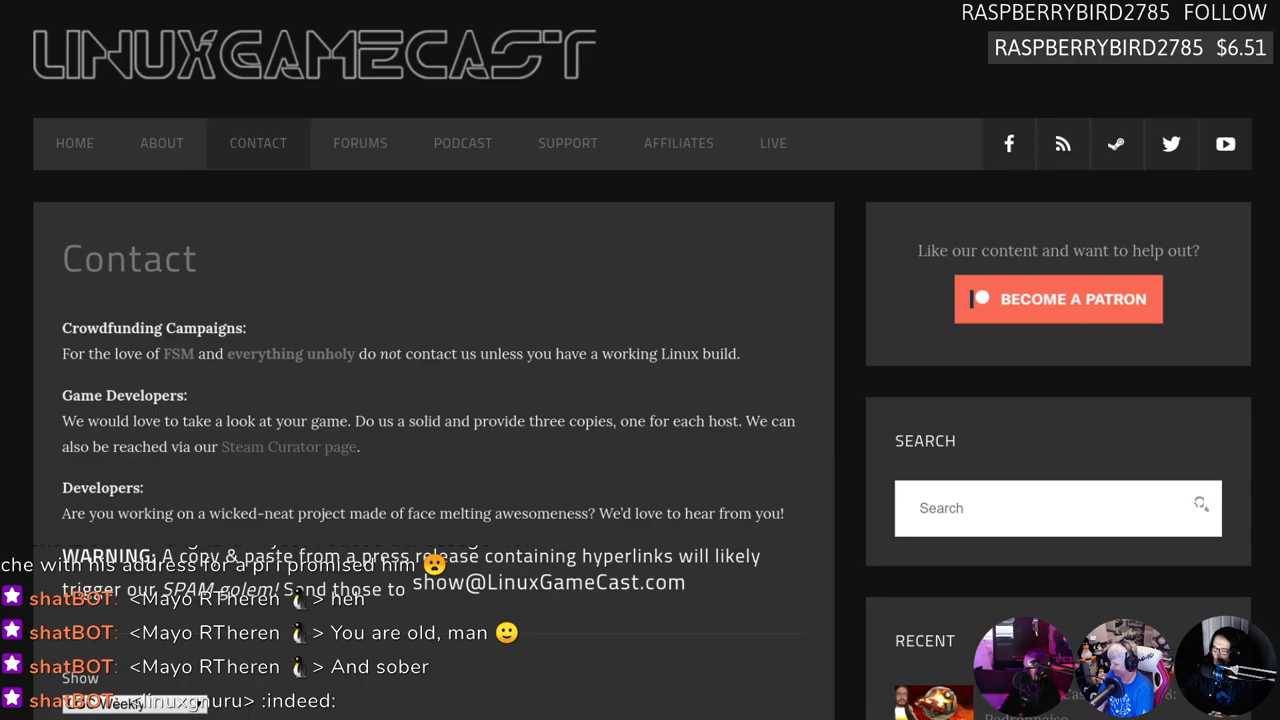 RASPBERRYBIRD2785 FOLLOW
RASPBERRYBIRD2785 $6.51
LINUXGAMECAST
HOME ABOUT CONTACT FORUMS PODCAST SUPPORT AFFILIATES LIVE
Contact
Crowdfunding Campaigns:
For the love of FSM and everything unholy do not contact us unless you have a working Linux build.
Game Developers:
We would love to take a look at your game. Do us a solid and provide three copies, one for each host. We can
also be reached via our Steam Curator page.
Developers:
Are you working on a wicked-neat project made of face melting awesomeness? We'd love to hear from you!
WARNING: A copy & paste from a press release containing hyperlinks will likely
trigger our SPAM-golem! Send those to show@LinuxGameCast.com
Show
Weekly
Like our content and want to help out?
BECOME A PATRON
SEARCH
Search
RECENT
che with his address for a pi i promised him 😮
shatBOT: <Mayo RTheren 🐧> heh
shatBOT: <Mayo RTheren 🐧> You are old, man 🙂
shatBOT: <Mayo RTheren 🐧> And sober
shatBOT: <linuxgnuru> :indeed: